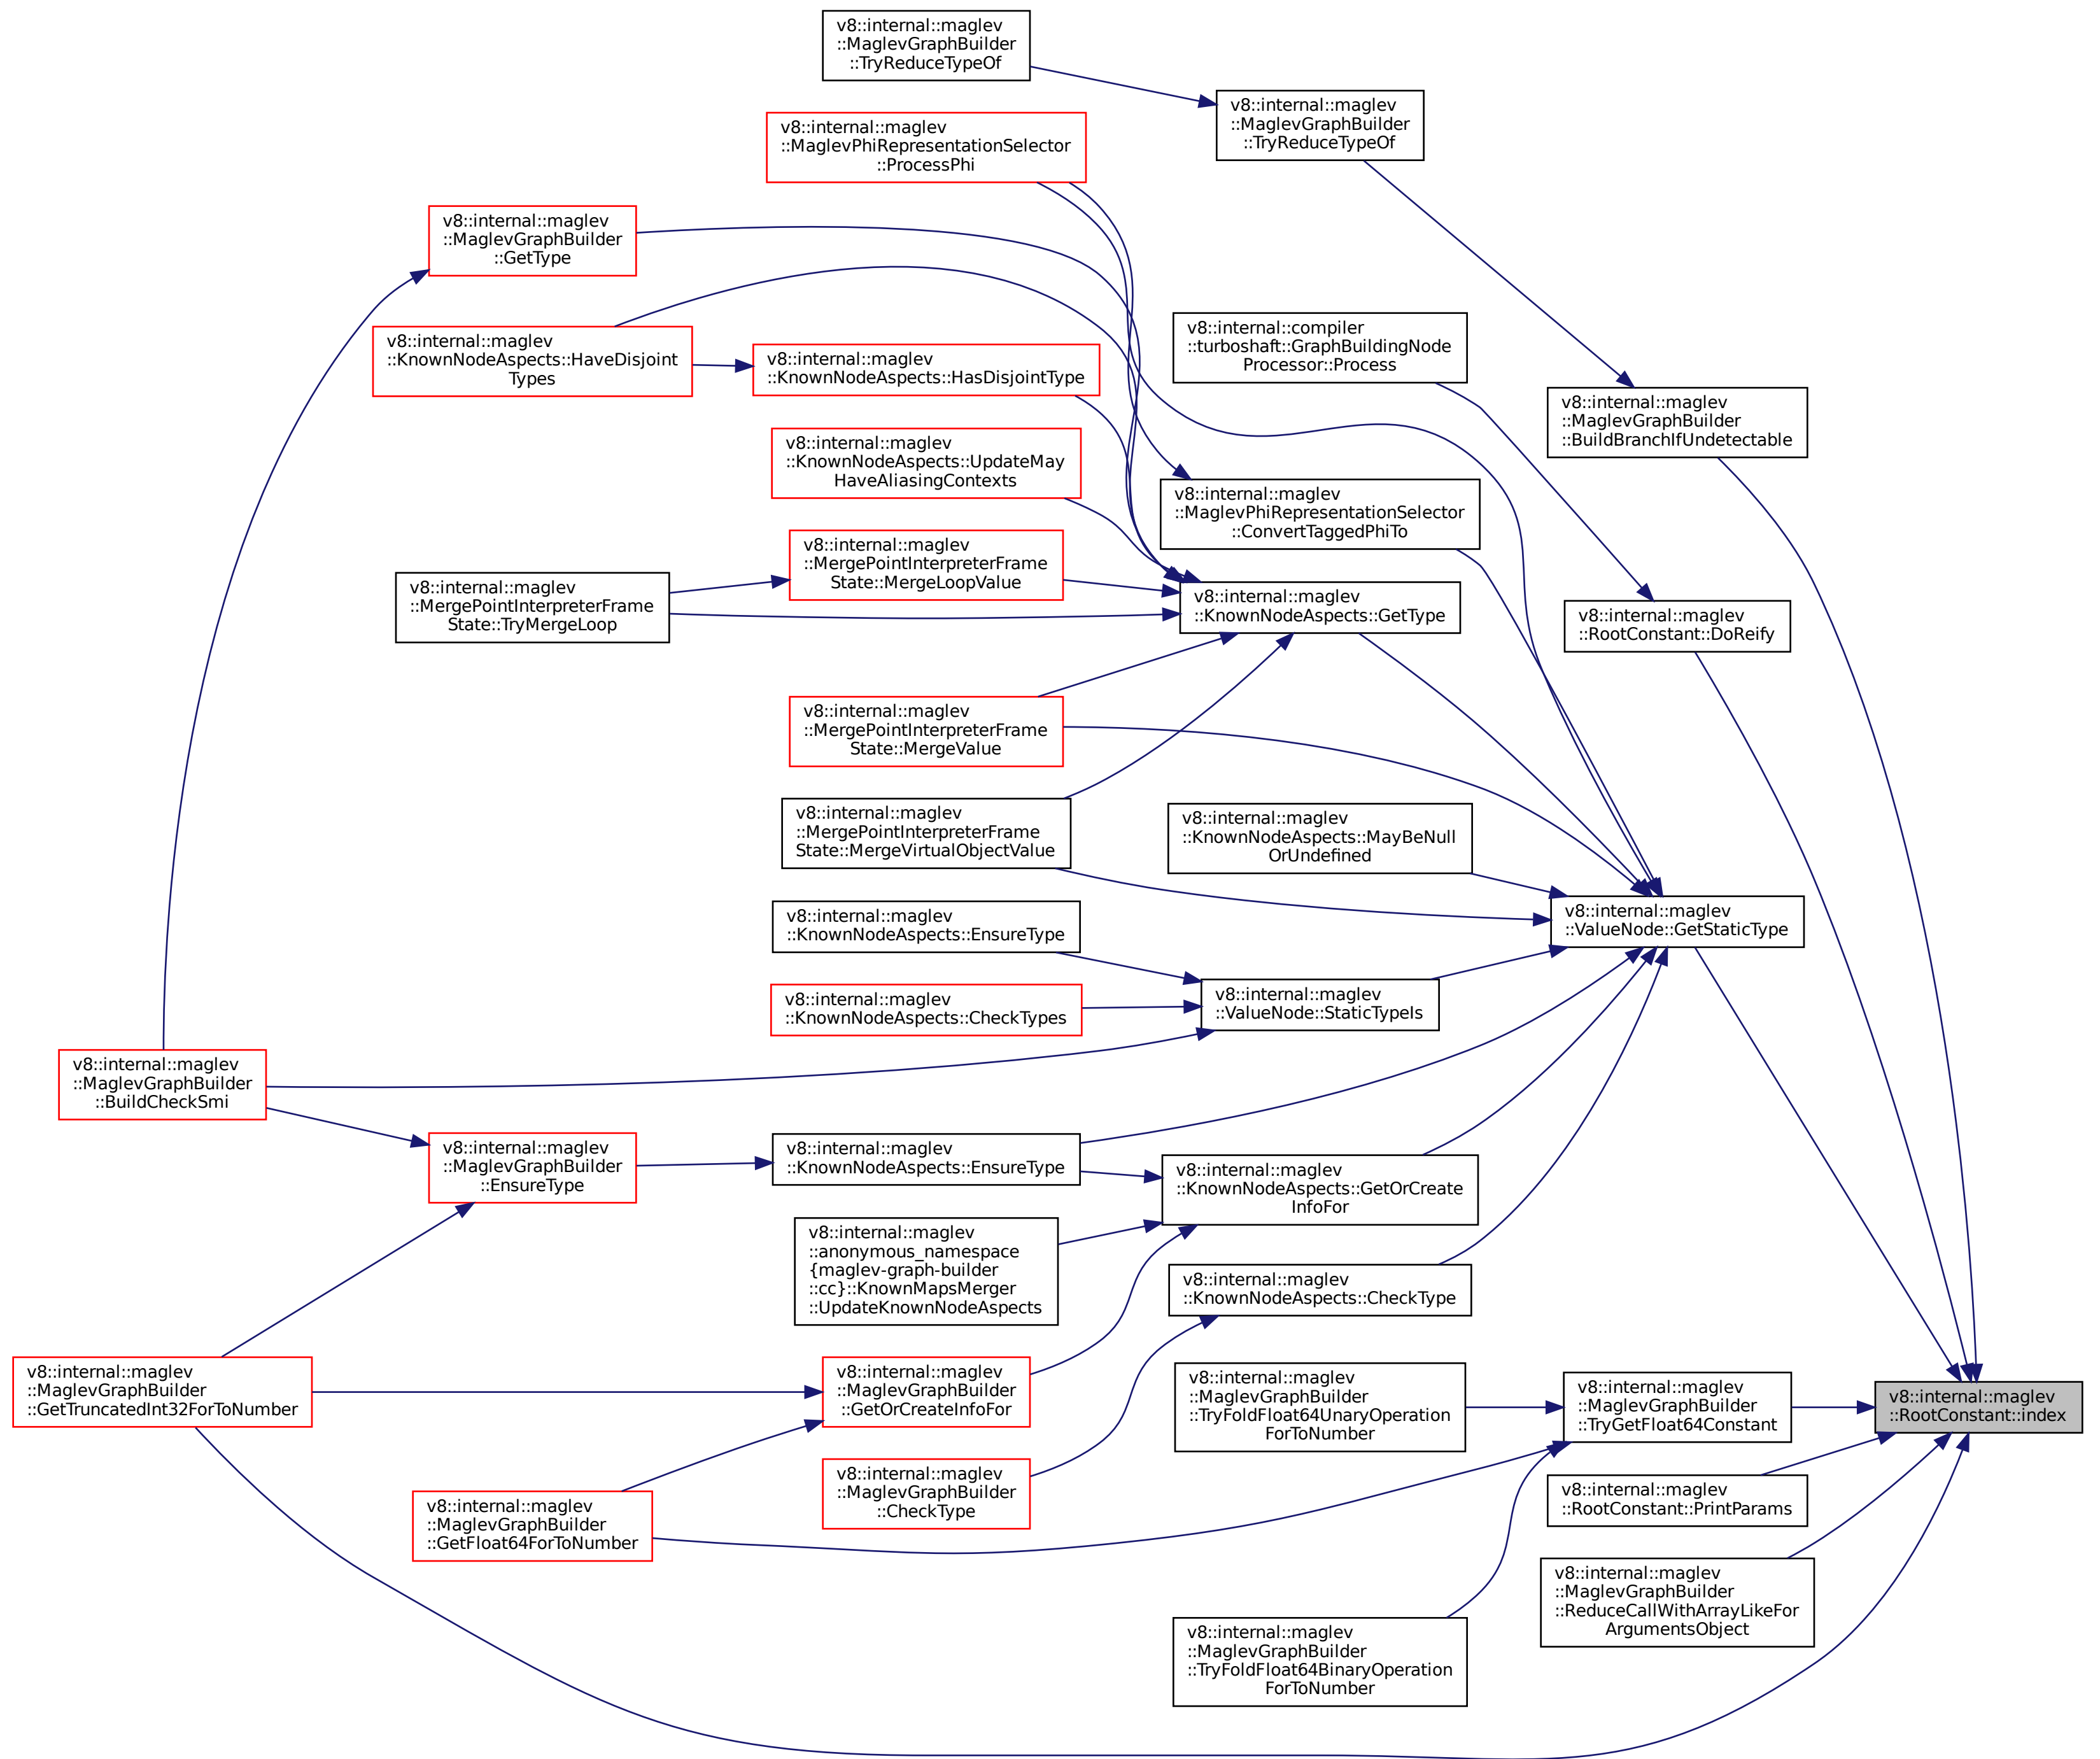 v8::internal::maglev
::MaglevGraphBuilder
::TryReduceTypeOf
v8::internal::maglev
::MaglevGraphBuilder
::TryReduceTypeOf
v8::internal::maglev
::MaglevPhiRepresentationSelector
::ProcessPhi
v8::internal::maglev
::MaglevGraphBuilder
::GetType
v8::internal::compiler
::turboshaft::GraphBuildingNode
Processor::Process
v8::internal::maglev
::KnownNodeAspects::HaveDisjoint
Types
v8::internal::maglev
::KnownNodeAspects::HasDisjointType
v8::internal::maglev
::MaglevGraphBuilder
::BuildBranchIfUndetectable
v8::internal::maglev
::KnownNodeAspects::UpdateMay
HaveAliasingContexts
v8::internal::maglev
::MaglevPhiRepresentationSelector
::ConvertTaggedPhiTo
v8::internal::maglev
::MergePointInterpreterFrame
State::MergeLoopValue
v8::internal::maglev
::MergePointInterpreterFrame
State::TryMergeLoop
v8::internal::maglev
::KnownNodeAspects::GetType
v8::internal::maglev
::RootConstant::DoReify
v8::internal::maglev
::MergePointInterpreterFrame
State::MergeValue
v8::internal::maglev
::MergePointInterpreterFrame
State::MergeVirtualObjectValue
v8::internal::maglev
::KnownNodeAspects::MayBeNull
OrUndefined
v8::internal::maglev
::ValueNode::GetStaticType
v8::internal::maglev
::KnownNodeAspects::EnsureType
v8::internal::maglev
::KnownNodeAspects::CheckTypes
v8::internal::maglev
::ValueNode::StaticTypeIs
v8::internal::maglev
::MaglevGraphBuilder
::BuildCheckSmi
v8::internal::maglev
::MaglevGraphBuilder
::EnsureType
v8::internal::maglev
::KnownNodeAspects::EnsureType
v8::internal::maglev
::KnownNodeAspects::GetOrCreate
InfoFor
v8::internal::maglev
::anonymous_namespace
{maglev-graph-builder
::cc}::KnownMapsMerger
::UpdateKnownNodeAspects
v8::internal::maglev
::KnownNodeAspects::CheckType
v8::internal::maglev
::MaglevGraphBuilder
::GetTruncatedInt32ForToNumber
v8::internal::maglev
::MaglevGraphBuilder
::GetOrCreateInfoFor
v8::internal::maglev
::MaglevGraphBuilder
::TryFoldFloat64UnaryOperation
ForToNumber
v8::internal::maglev
::MaglevGraphBuilder
::TryGetFloat64Constant
v8::internal::maglev
::RootConstant::index
v8::internal::maglev
::MaglevGraphBuilder
::CheckType
v8::internal::maglev
::MaglevGraphBuilder
::GetFloat64ForToNumber
v8::internal::maglev
::RootConstant::PrintParams
v8::internal::maglev
::MaglevGraphBuilder
::ReduceCallWithArrayLikeFor
ArgumentsObject
v8::internal::maglev
::MaglevGraphBuilder
::TryFoldFloat64BinaryOperation
ForToNumber